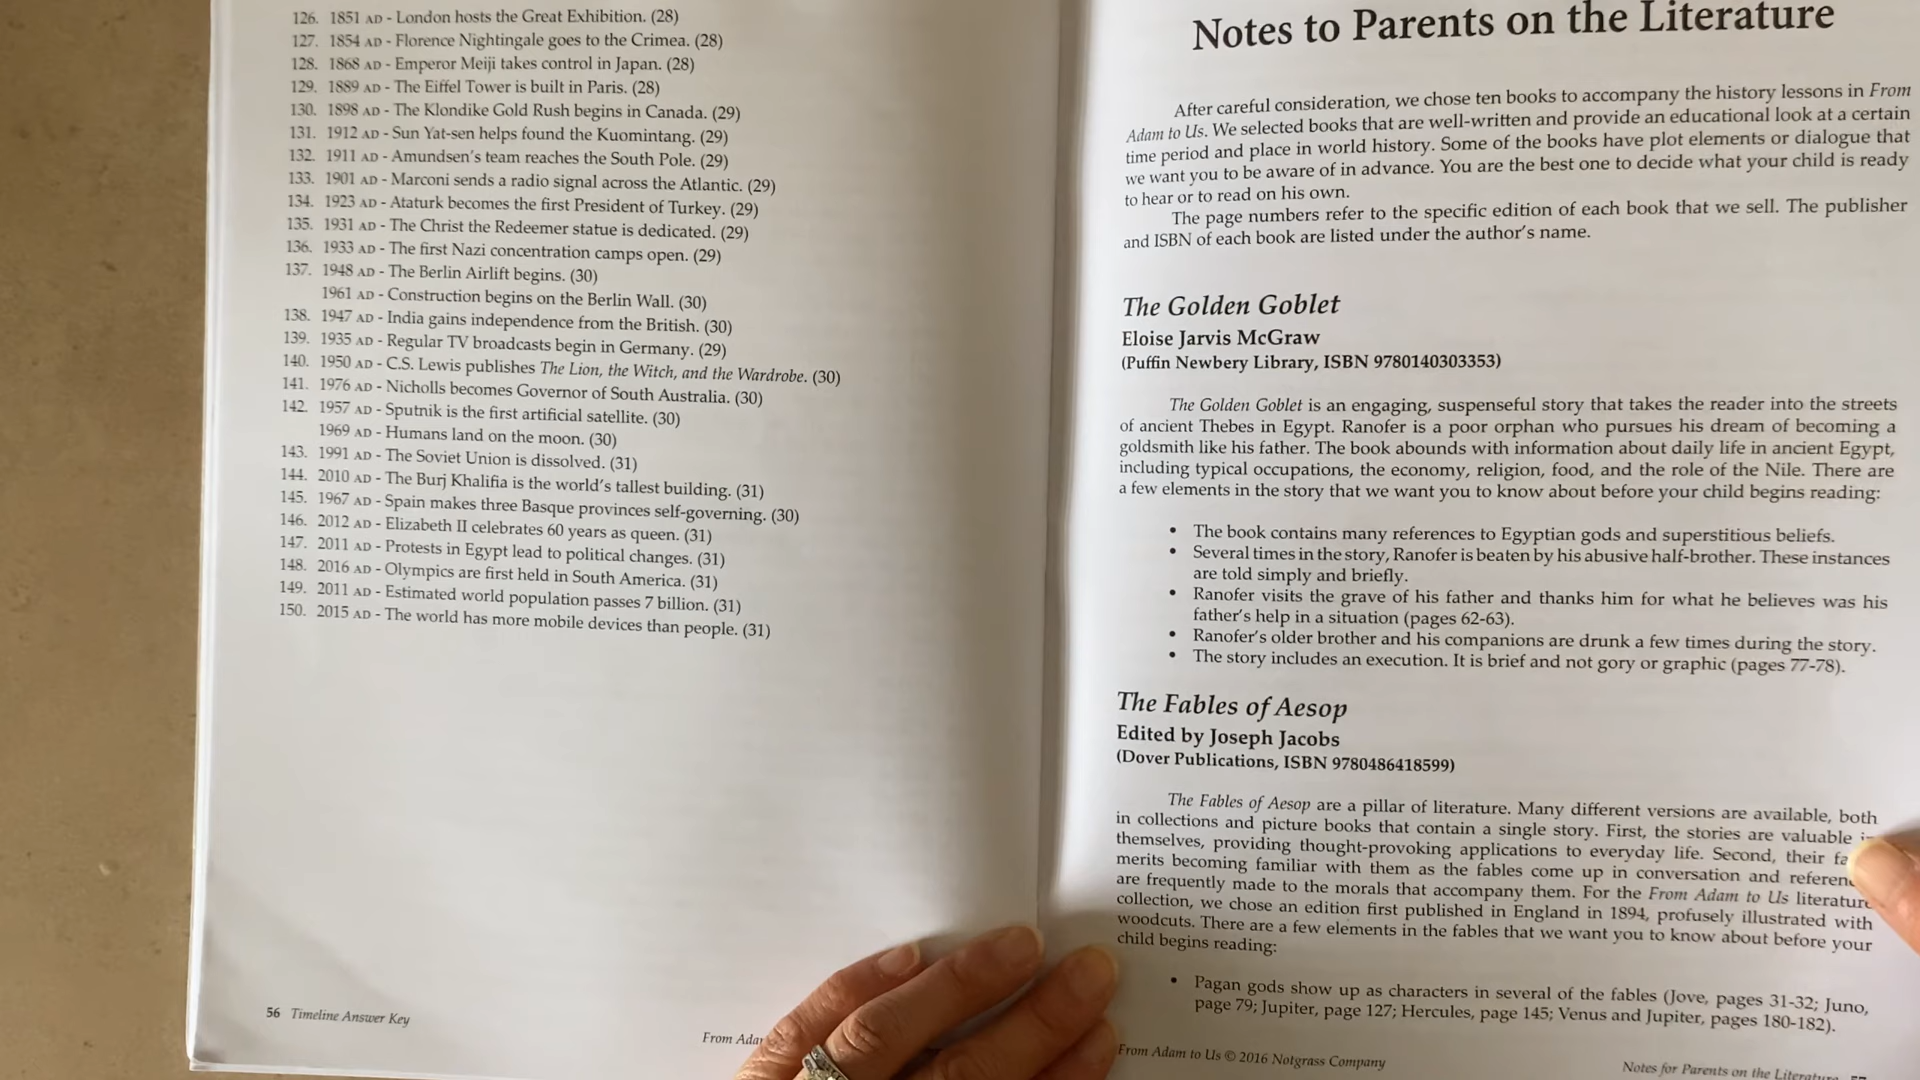 126. 1851 AD - London hosts the Great Exhibition. (28)
127. 1854 AD - Florence Nightingale goes to the Crimea. (28)
128. 1868 AD - Emperor Meiji takes control in Japan. (28)
129. 1889 AD - The Eiffel Tower is built in Paris. (28)
130. 1898 AD - The Klondike Gold Rush begins in Canada. (29)
131. 1912 AD - Sun Yat-sen helps found the Kuomintang. (29)
132. 1911 AD - Amundsen's team reaches the South Pole. (29)
133. 1901 AD - Marconi sends a radio signal across the Atlantic. (29)
134. 1923 AD - Ataturk becomes the first President of Turkey. (29)
135. 1931 AD - The Christ the Redeemer statue is dedicated. (29)
136. 1933 AD - The first Nazi concentration camps open. (29)
137. 1948 AD - The Berlin Airlift begins. (30)
1961 AD - Construction begins on the Berlin Wall. (30)
138. 1947 AD - India gains independence from the British. (30)
139. 1935 AD - Regular TV broadcasts begin in Germany. (29)
140. 1950 AD - C.S. Lewis publishes The Lion, the Witch, and the Wardrobe. (30)
141. 1976 AD - Nicholls becomes Governor of South Australia. (30)
142. 1957 AD - Sputnik is the first artificial satellite. (30)
1969 AD - Humans land on the moon. (30)
143. 1991 AD - The Soviet Union is dissolved. (31)
144. 2010 AD - The Burj Khalifia is the world's tallest building. (31)
145. 1967 AD - Spain makes three Basque provinces self-governing. (30)
146. 2012 AD - Elizabeth II celebrates 60 years as queen. (31)
147. 2011 AD - Protests in Egypt lead to political changes. (31)
148. 2016 AD - Olympics are first held in South America. (31)
149. 2011 AD - Estimated world population passes 7 billion. (31)
150. 2015 AD - The world has more mobile devices than people. (31)
56 Timeline Answer Key
From
Notes to Parents on the Literature
After careful consideration, we chose ten books to accompany the history lessons in From
Adam to Us. We selected books that are well-written and provide an educational look at a certain
time period and place in world history. Some of the books have plot elements or dialogue that
we want you to be aware of in advance. You are the best one to decide what your child is ready
to hear or to read on his own.
The page numbers refer to the specific edition of each book that we sell. The publisher
and ISBN of each book are listed under the author's name.
The Golden Goblet
Eloise Jarvis McGraw
(Puffin Newbery Library, ISBN 9780140303353)
The Golden Goblet is an engaging, suspenseful story that takes the reader into the streets
of ancient Thebes in Egypt. Ranofer is a poor orphan who pursues his dream of becoming a
goldsmith like his father. The book abounds with information about daily life in ancient Egypt,
including typical occupations, the economy, religion, food, and the role of the Nile. There are
a few elements in the story that we want you to know about before your child begins reading:
• The book contains many references to Egyptian gods and superstitious beliefs.
• Several times in the story, Ranofer is beaten by his abusive half-brother. These instances
are told simply and briefly.
• Ranofer visits the grave of his father and thanks him for what he believes was his
father's help in a situation (pages 62-63).
• Ranofer's older brother and his companions are drunk a few times during the story.
• The story includes an execution. It is brief and not gory or graphic (pages 77-78).
The Fables of Aesop
Edited by Joseph Jacobs
(Dover Publications, ISBN 9780486418599)
The Fables of Aesop are a pillar of literature. Many different versions are available, both
in collections and picture books that contain a single story. First, the stories are valuable
themselves, providing thought-provoking applications to everyday life. Second, their
merits becoming familiar with them as the fables come up in conversation and
are frequently made to the morals that accompany them. For the From Adam to Us literature
collection, we chose an edition first published in England in 1894, profusely illustrated with
woodcuts. There are a few elements in the fables that we want you to know about before your
child begins reading:
• Pagan gods show up as characters in several of the fables (Jove, pages 31-32; Juno,
page 79; Jupiter, page 127; Hercules, page 145; Venus and Jupiter, pages 180-182).
From Adam to Us © 2016 Notgrass Company
Notes for Parents on the